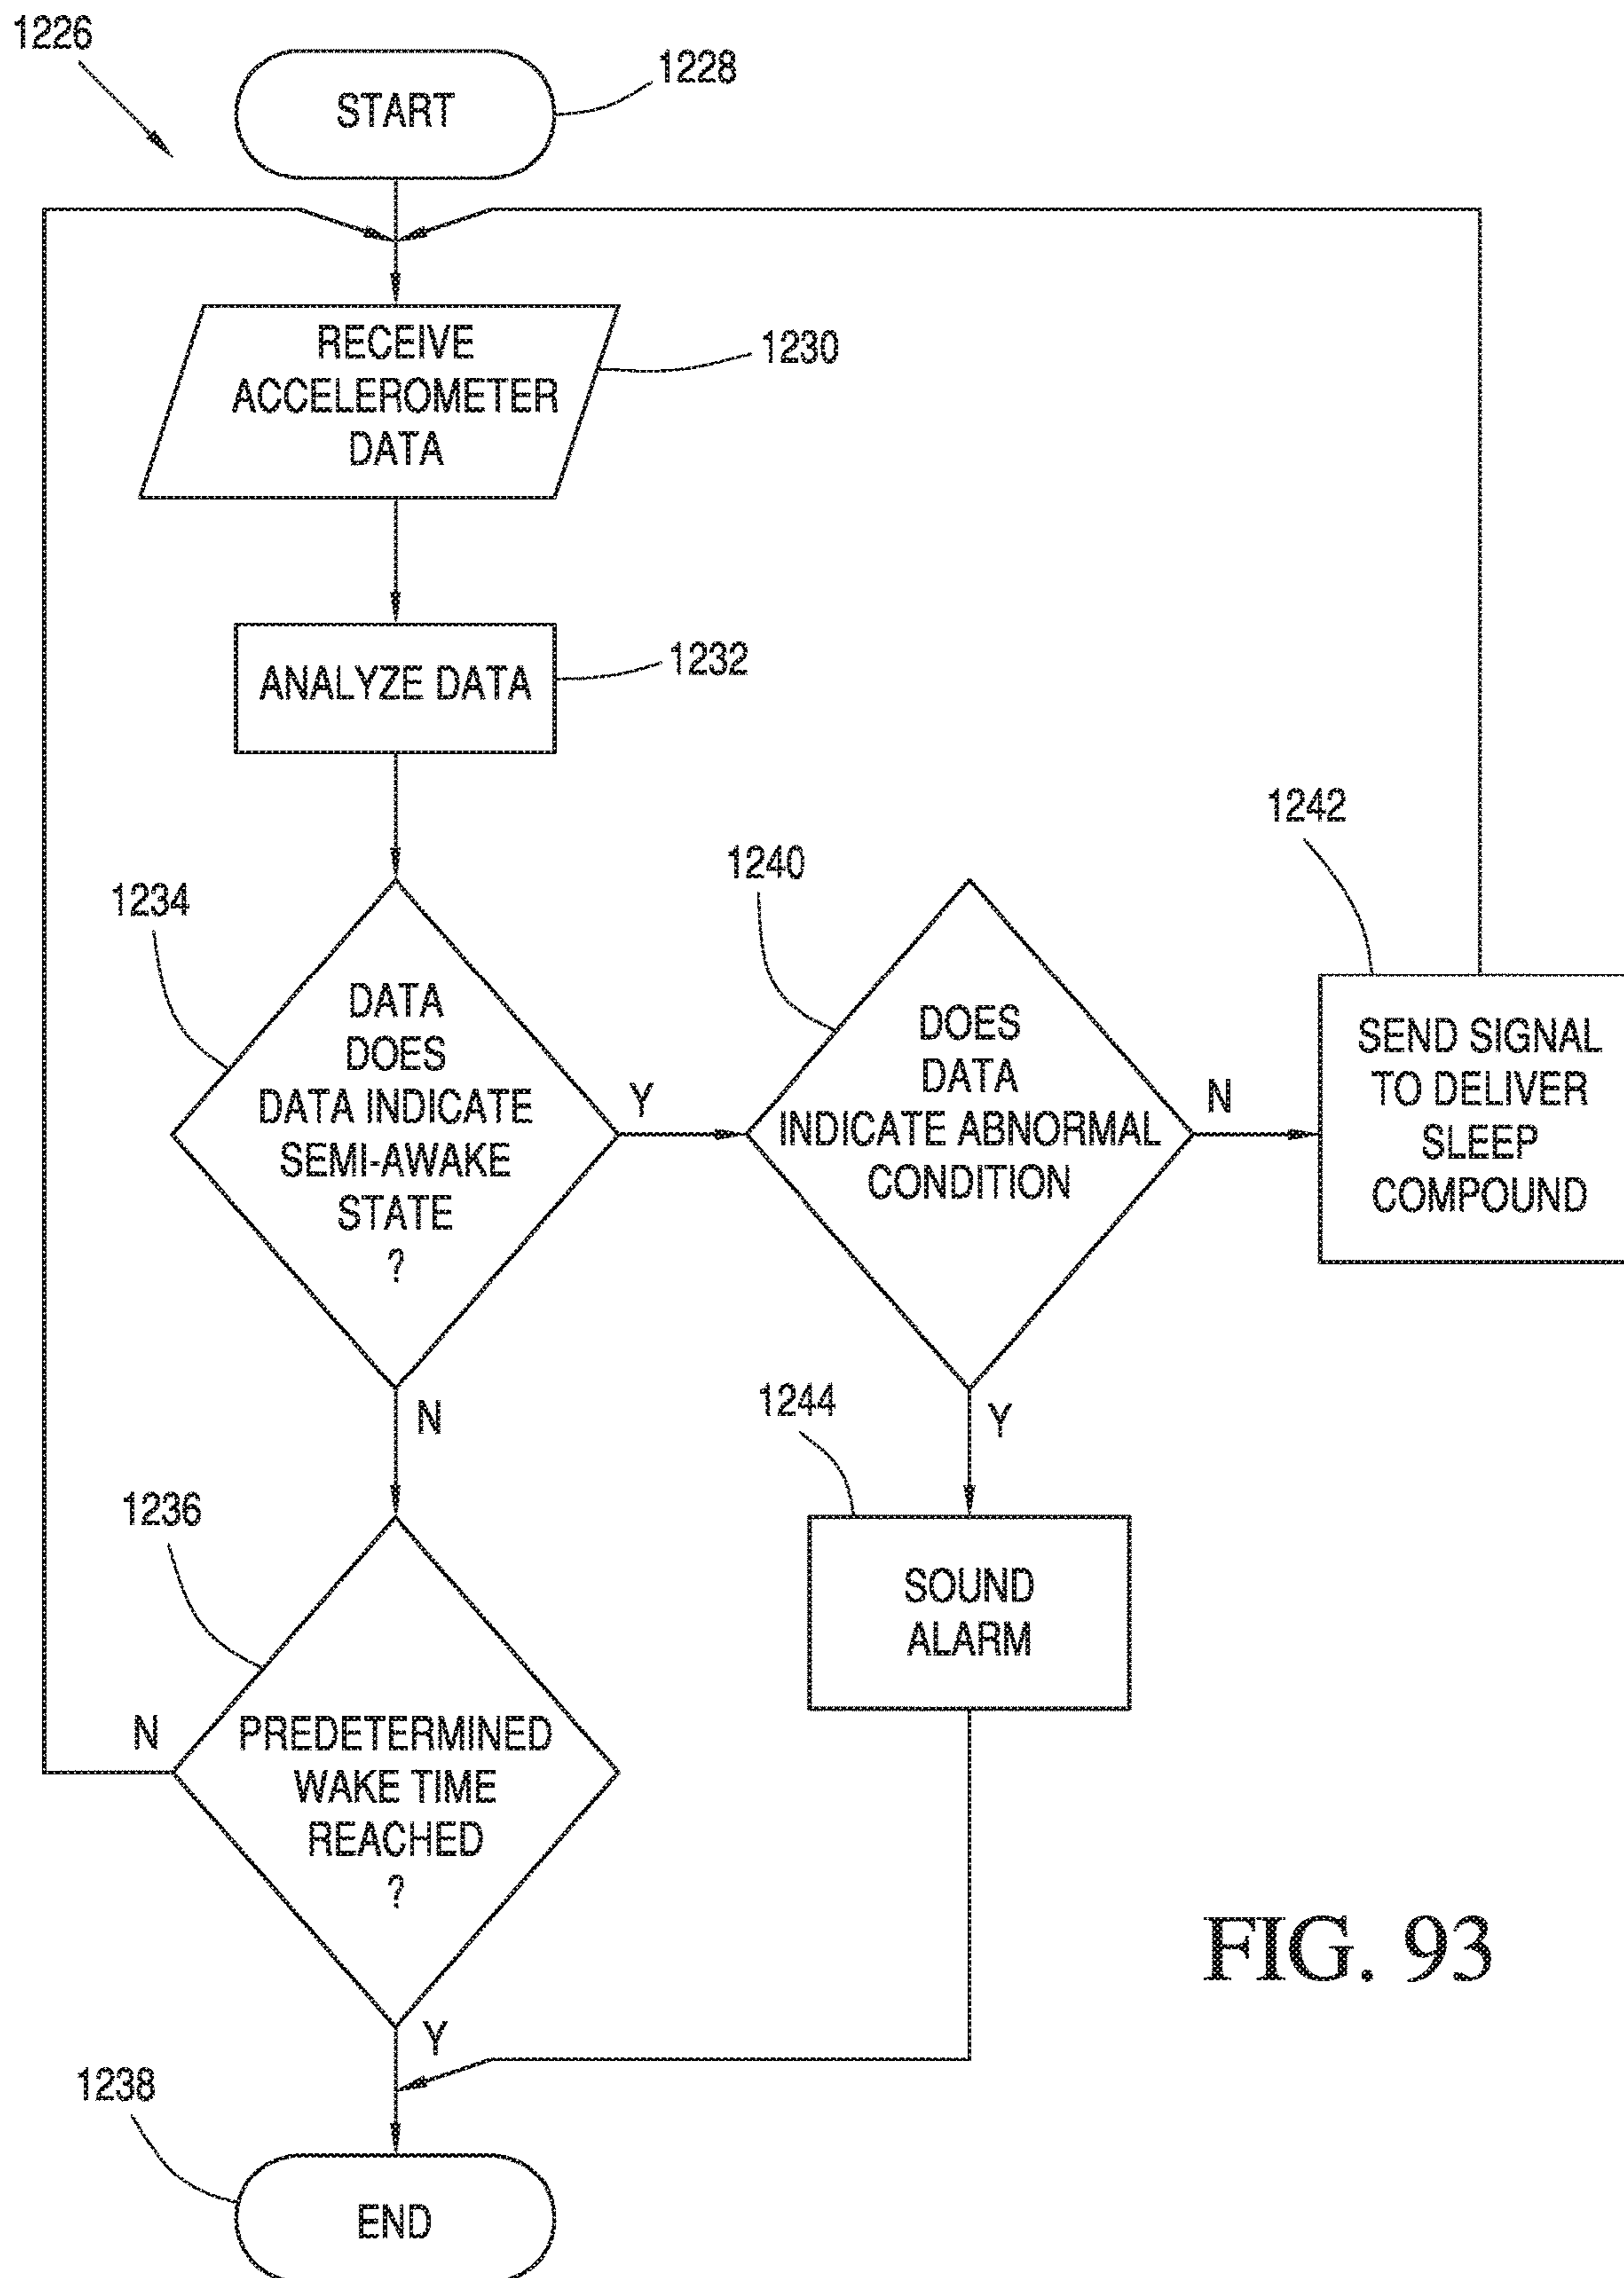 1226
START
1228
RECEIVE
ACCELEROMETER
DATA
1230
ANALYZE DATA
1232
1234
DATA
DOES
DATA INDICATE
SEMI-AWAKE
STATE
?
Y
N
1240
DOES
DATA
INDICATE ABNORMAL
CONDITION
N
Y
1242
SEND SIGNAL
TO DELIVER
SLEEP
COMPOUND
1244
SOUND
ALARM
1236
PREDETERMINED
WAKE TIME
REACHED
?
N
Y
1238
END
FIG. 93